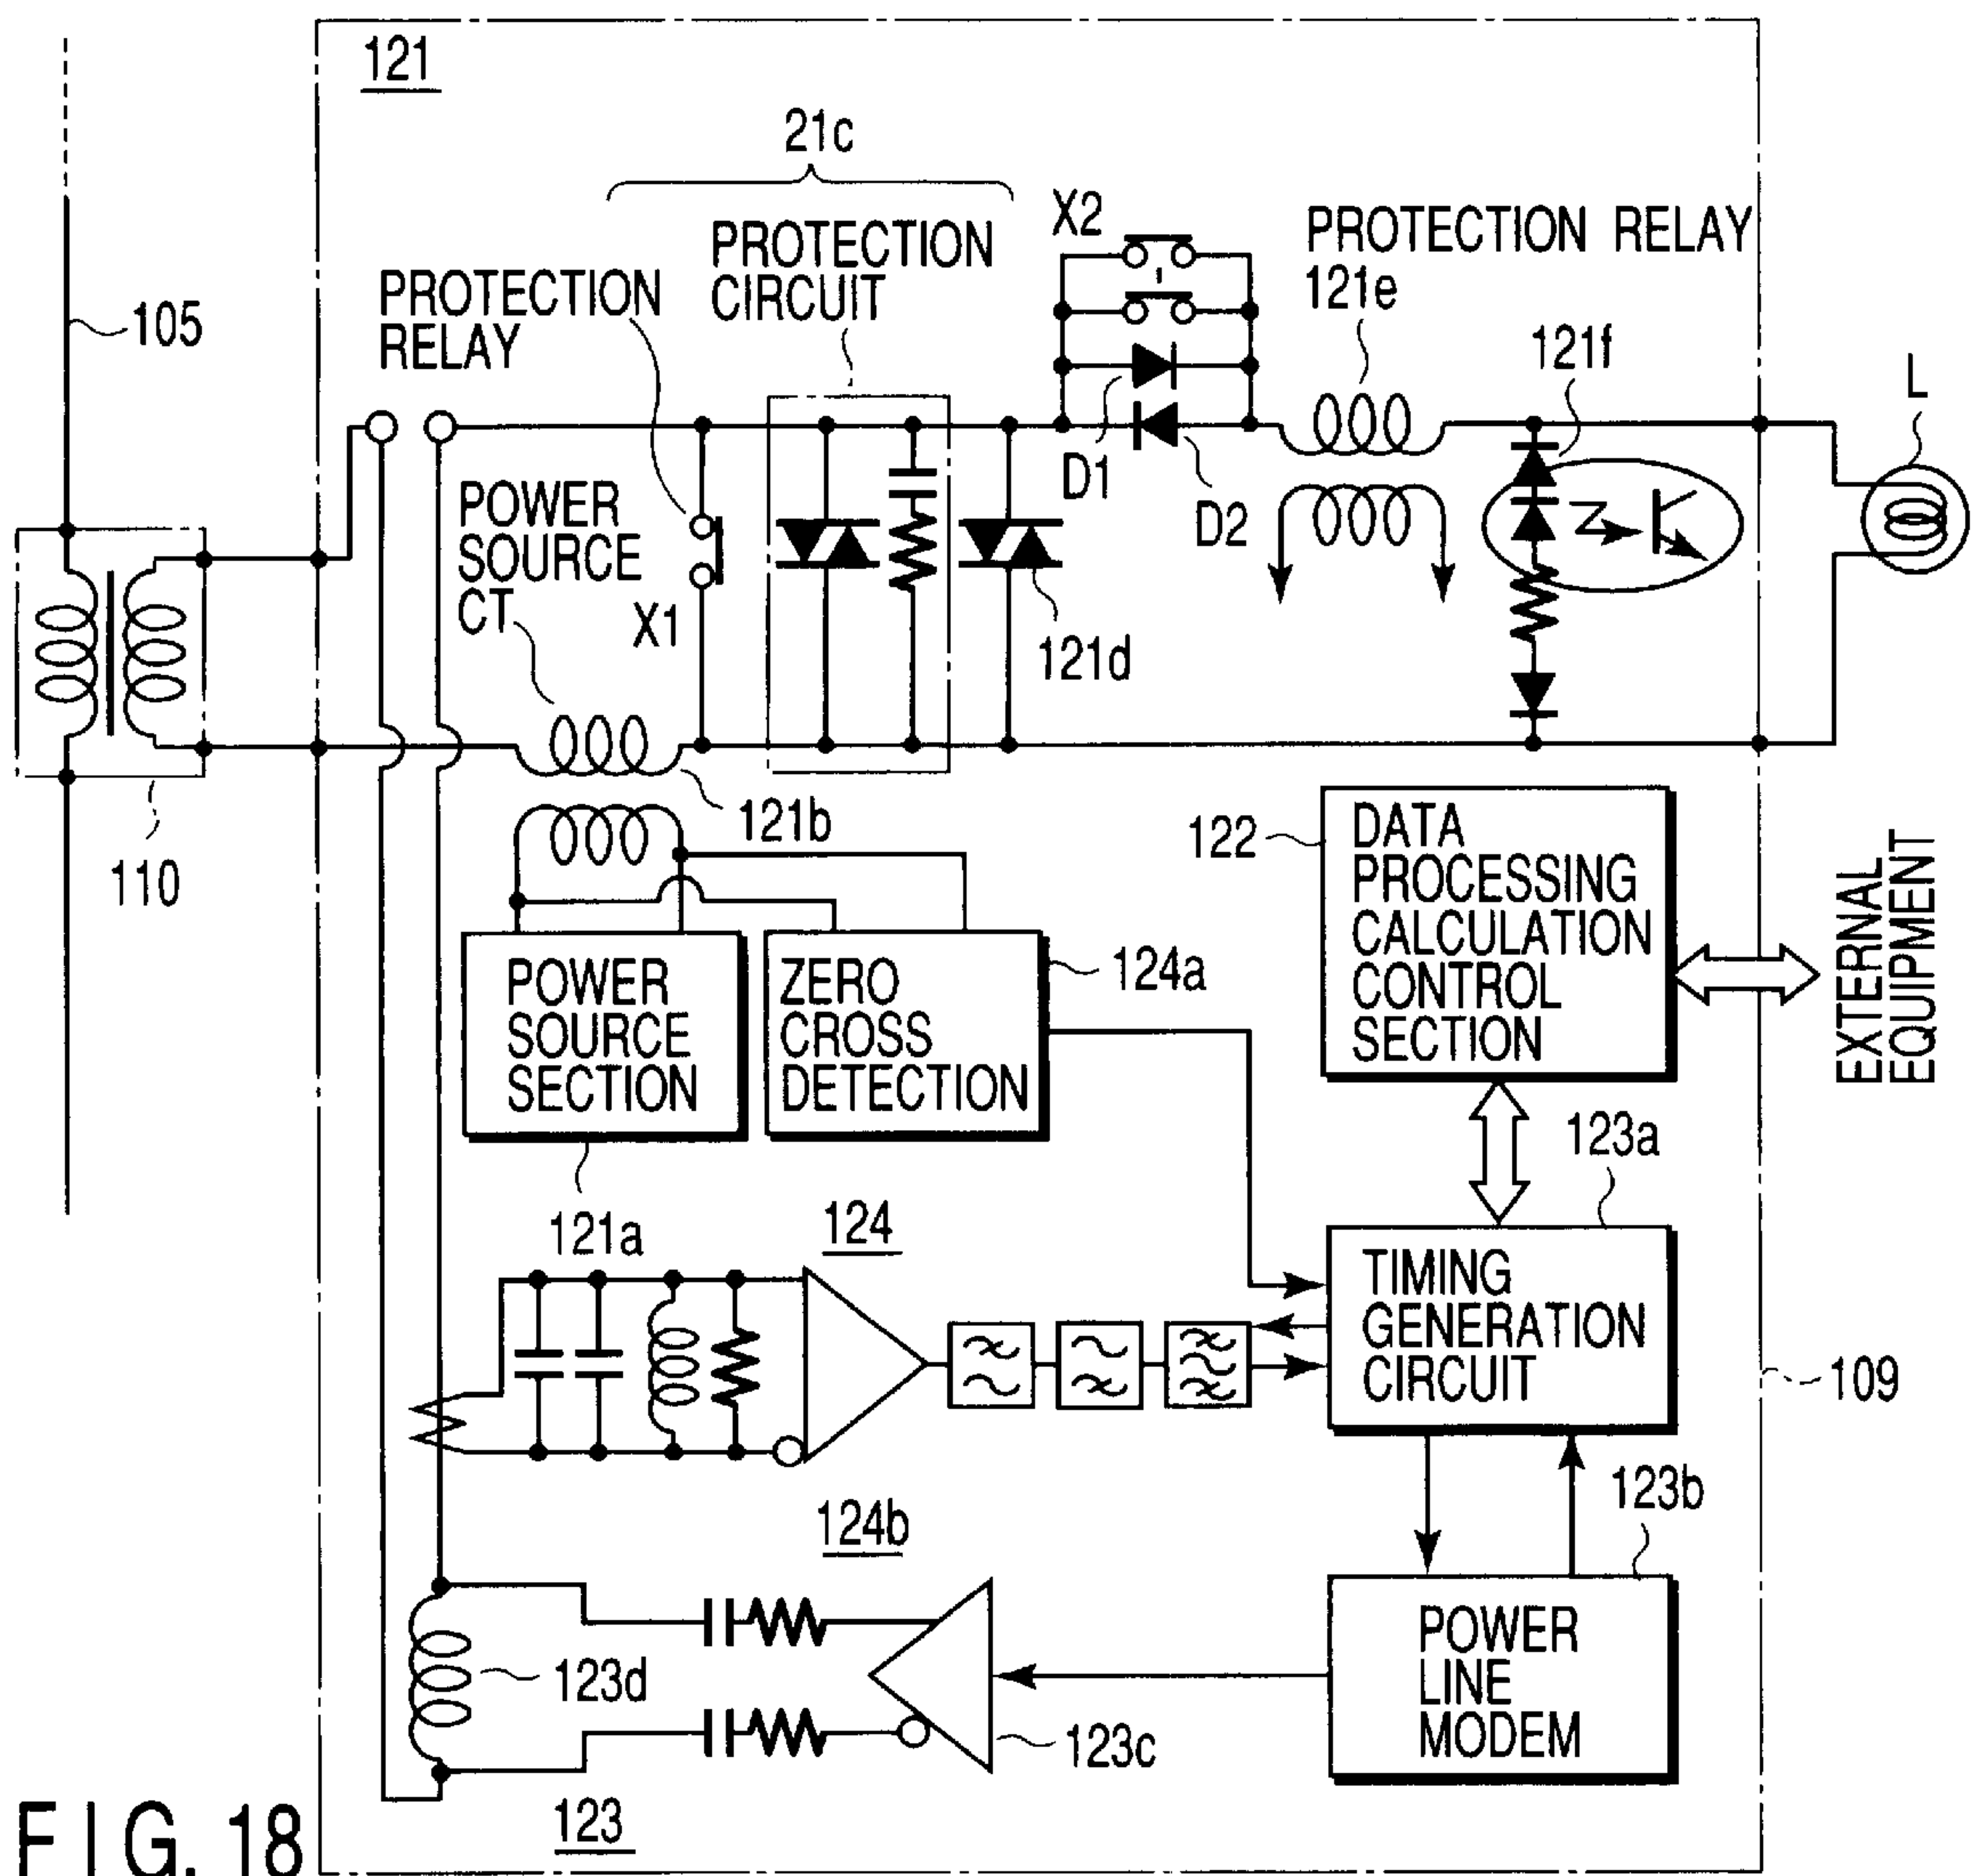 121
21c
X2
PROTECTION
CIRCUIT
PROTECTION RELAY
121e
PROTECTION
RELAY
105
121f
L
D1
D2
POWER
SOURCE
CT
X1
121d
121b
110
122
DATA
PROCESSING
CALCULATION
CONTROL
SECTION
EXTERNAL
EQUIPMENT
POWER
SOURCE
SECTION
ZERO
CROSS
DETECTION
124a
123a
121a
124
TIMING
GENERATION
CIRCUIT
109
123b
124b
POWER
LINE
MODEM
123d
123c
123
FIG. 18